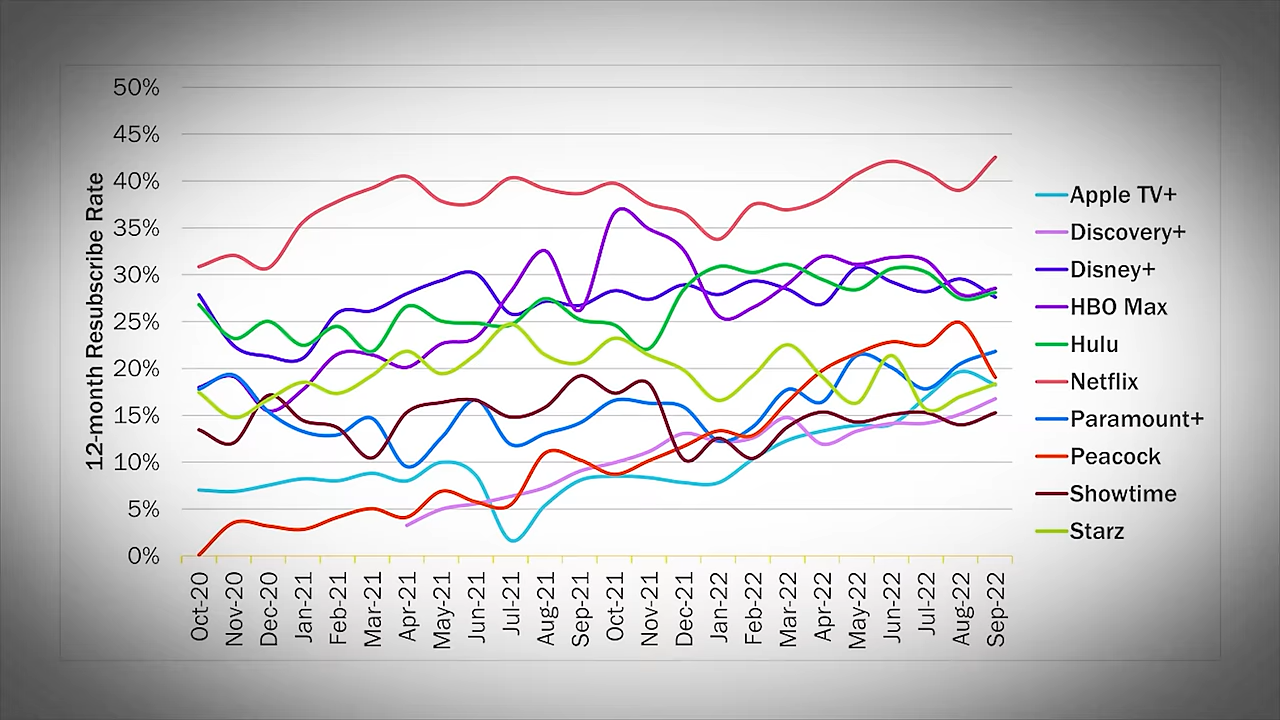 50%
45%
40%
35%
30%
25%
20%
15%
10%
5%
0%
12-month Resubscribe Rate
Oct-20
Nov-20
Dec-20
Jan-21
Feb-21
Mar-21
Apr-21
May-21
Jun-21
Jul-21
Aug-21
Sep-21
Oct-21
Nov-21
Dec-21
Jan-22
Feb-22
Mar-22
Apr-22
May-22
Jun-22
Jul-22
Aug-22
Sep-22
Apple TV+
Discovery+
Disney+
HBO Max
Hulu
Netflix
Paramount+
Peacock
Showtime
Starz